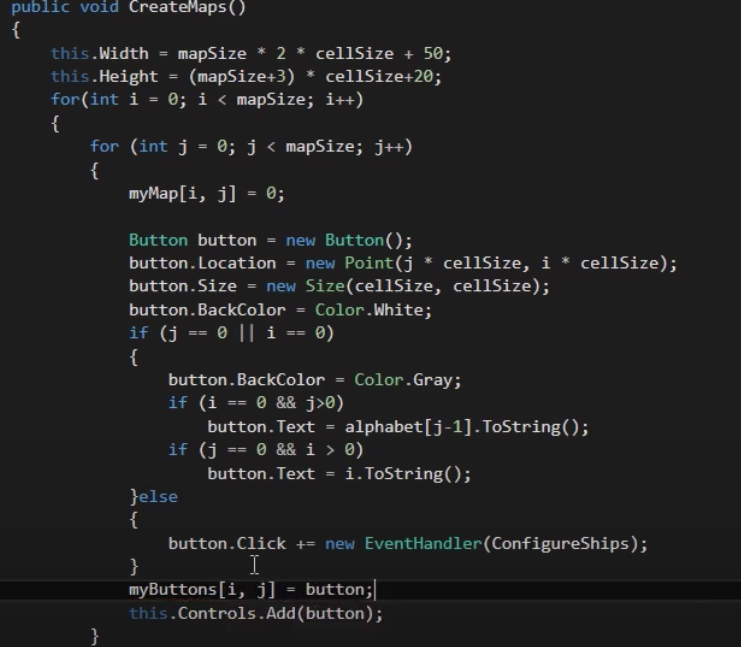 public void CreateMaps()
{
this.Width = mapSize * 2 * cellSize + 50;
this.Height = (mapSize+3) * cellSize+20;
for(int i = 0; i < mapSize; i++)
{
for (int j = 0; j < mapSize; j++)
{
myMap[i, j] = 0;
Button button = new Button();
button.Location = new Point(j * cellSize, i * cellSize);
button.Size = new Size(cellSize, cellSize);
button.BackColor = Color.White;
if (j == 0 || i == 0)
{
button.BackColor = Color.Gray;
if (i == 0 && j>0)
button.Text = alphabet[j-1].ToString();
if (j == 0 && i > 0)
button.Text = i.ToString();
}else
{
button.Click += new EventHandler(ConfigureShips);
}
myButtons[i, j] = button;
this.Controls.Add(button);
}